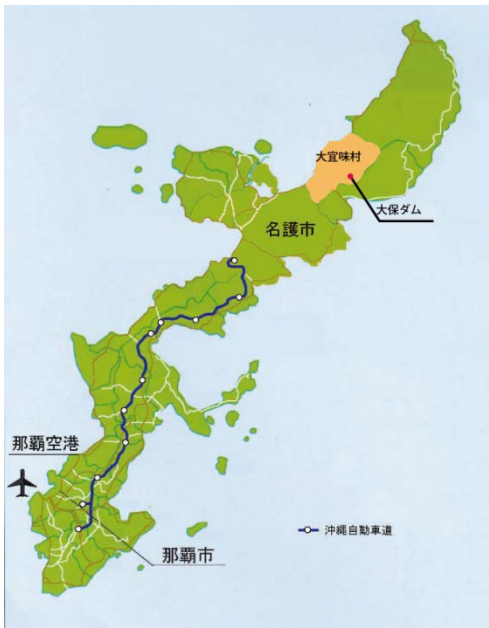 大宜味村
大保ダム
名護市
那覇空港
沖縄自動車道
那覇市